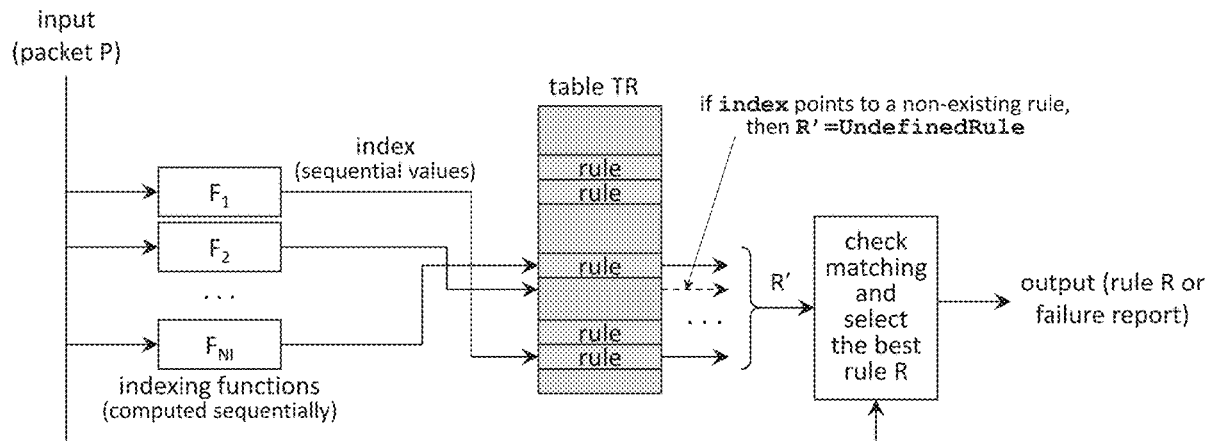 input
(packet P)
table TR
if index points to a non-existing rule,
then R'=UndefinedRule
index
(sequential values)
rule
rule
F1
F2
rule
. . .
R'
check
matching
and
select
the best
rule R
output (rule R or
failure report)
. . .
FNI
rule
rule
indexing functions
(computed sequentially)